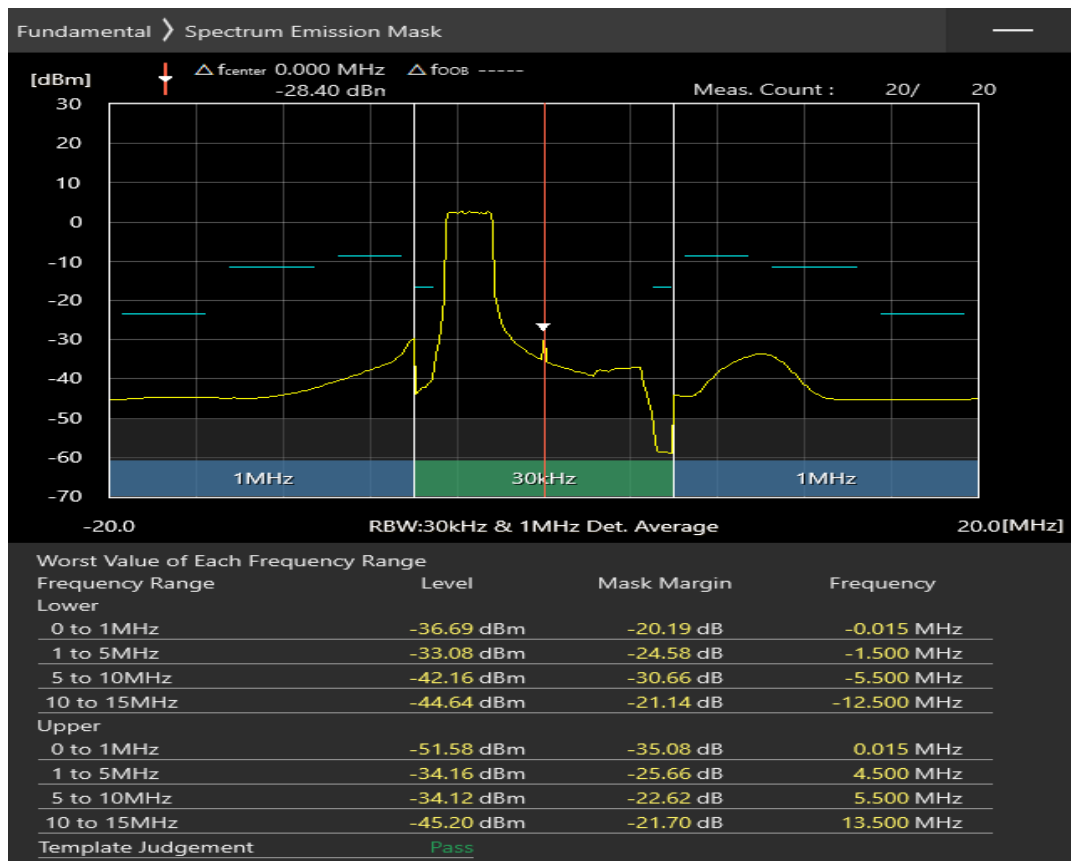 Fundamental ❯ Spectrum Emission Mask
[dBm] △ fcenter 0.000 MHz △ fOOB -----
-28.40 dBn Meas. Count : 20/ 20
30
20
10
0
-10
-20
-30
-40
-50
-60
-70
1MHz 30kHz 1MHz
-20.0 RBW:30kHz & 1MHz Det. Average 20.0[MHz]
Worst Value of Each Frequency Range
Frequency Range Level Mask Margin Frequency
Lower
0 to 1MHz -36.69 dBm -20.19 dB -0.015 MHz
1 to 5MHz -33.08 dBm -24.58 dB -1.500 MHz
5 to 10MHz -42.16 dBm -30.66 dB -5.500 MHz
10 to 15MHz -44.64 dBm -21.14 dB -12.500 MHz
Upper
0 to 1MHz -51.58 dBm -35.08 dB 0.015 MHz
1 to 5MHz -34.16 dBm -25.66 dB 4.500 MHz
5 to 10MHz -34.12 dBm -22.62 dB 5.500 MHz
10 to 15MHz -45.20 dBm -21.70 dB 13.500 MHz
Template Judgement Pass